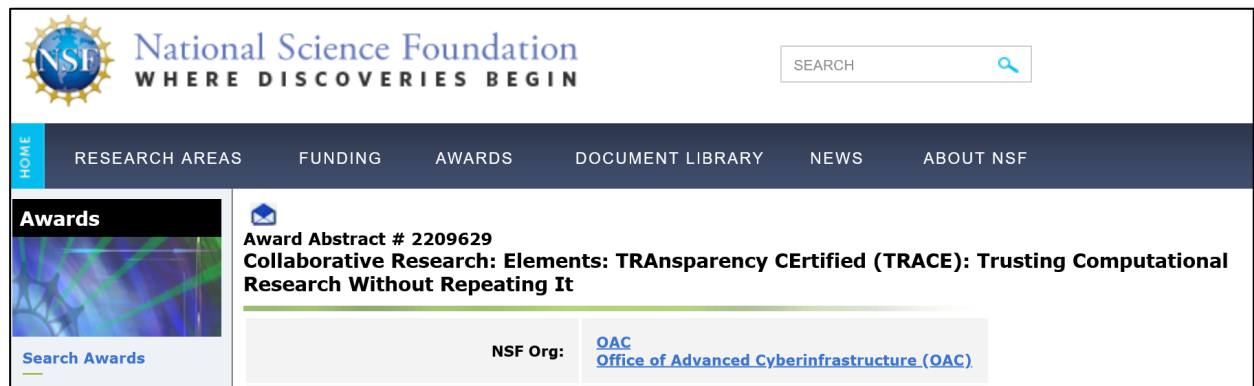 NSF
National Science Foundation
WHERE DISCOVERIES BEGIN
SEARCH
HOME
RESEARCH AREAS
FUNDING
AWARDS
DOCUMENT LIBRARY
NEWS
ABOUT NSF
Awards
Search Awards
Award Abstract # 2209629
Collaborative Research: Elements: TRAnsparency CErtified (TRACE): Trusting Computational
Research Without Repeating It
NSF Org:
OAC
Office of Advanced Cyberinfrastructure (OAC)